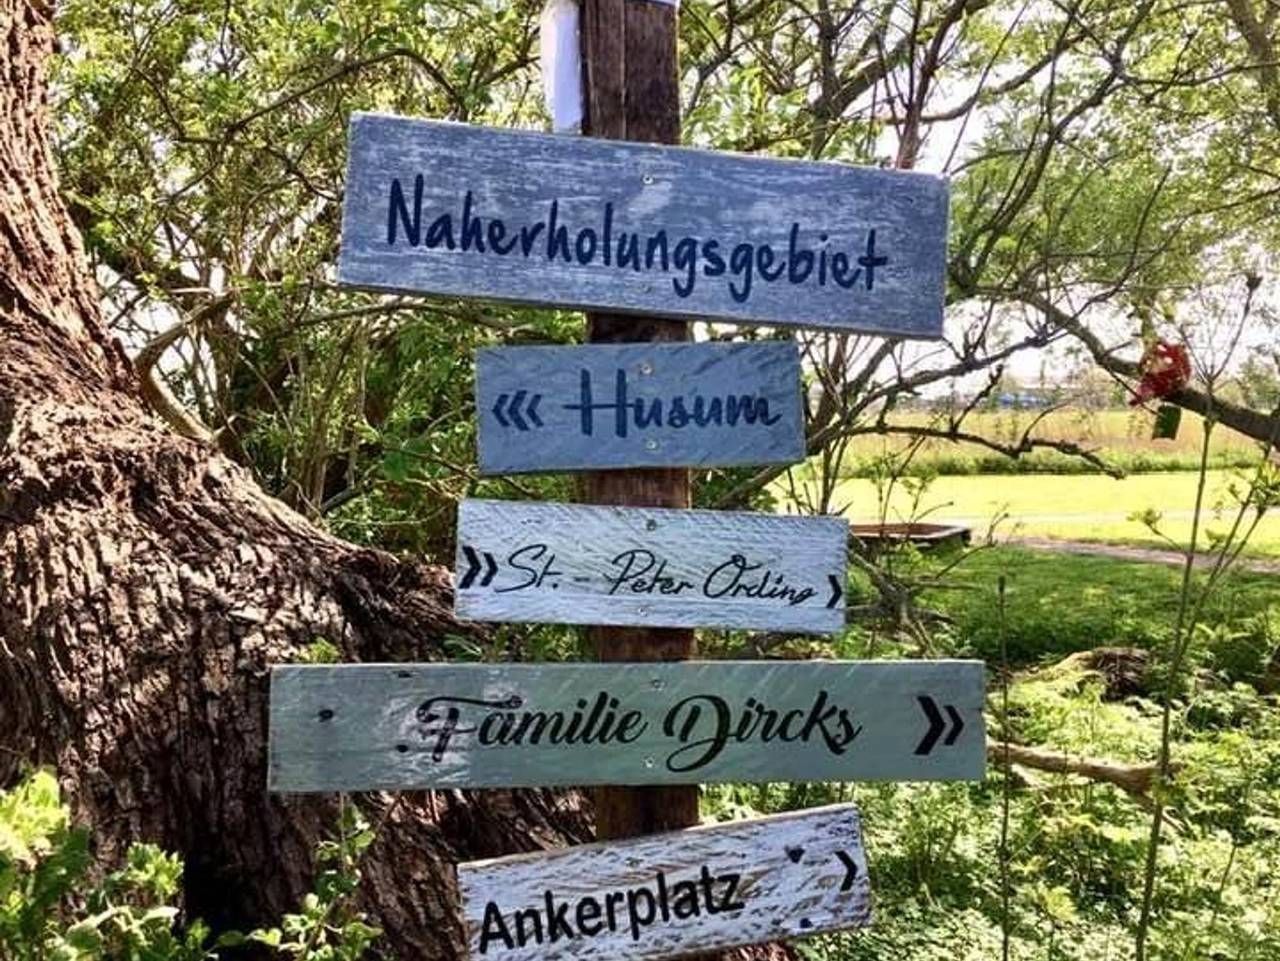 Naherholungsgebiet
<<< Husum
>> St. - Peter Ording >
Familie Dircks >>
Ankerplatz >